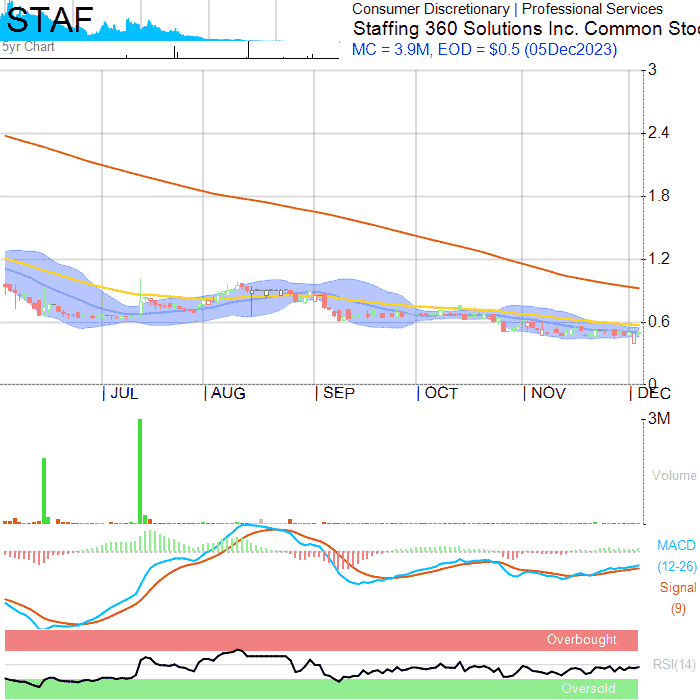 STAF
5yr Chart
Consumer Discretionary | Professional Services
Staffing 360 Solutions Inc. Common Stoc
MC = 3.9M, EOD = $0.5 (05Dec2023)
3
2.4
1.8
1.2
0.6
0
JUL AUG SEP OCT NOV DEC
3M
Volume
MACD
(12-26)
Signal
(9)
Overbought
RSI(14)
Oversold